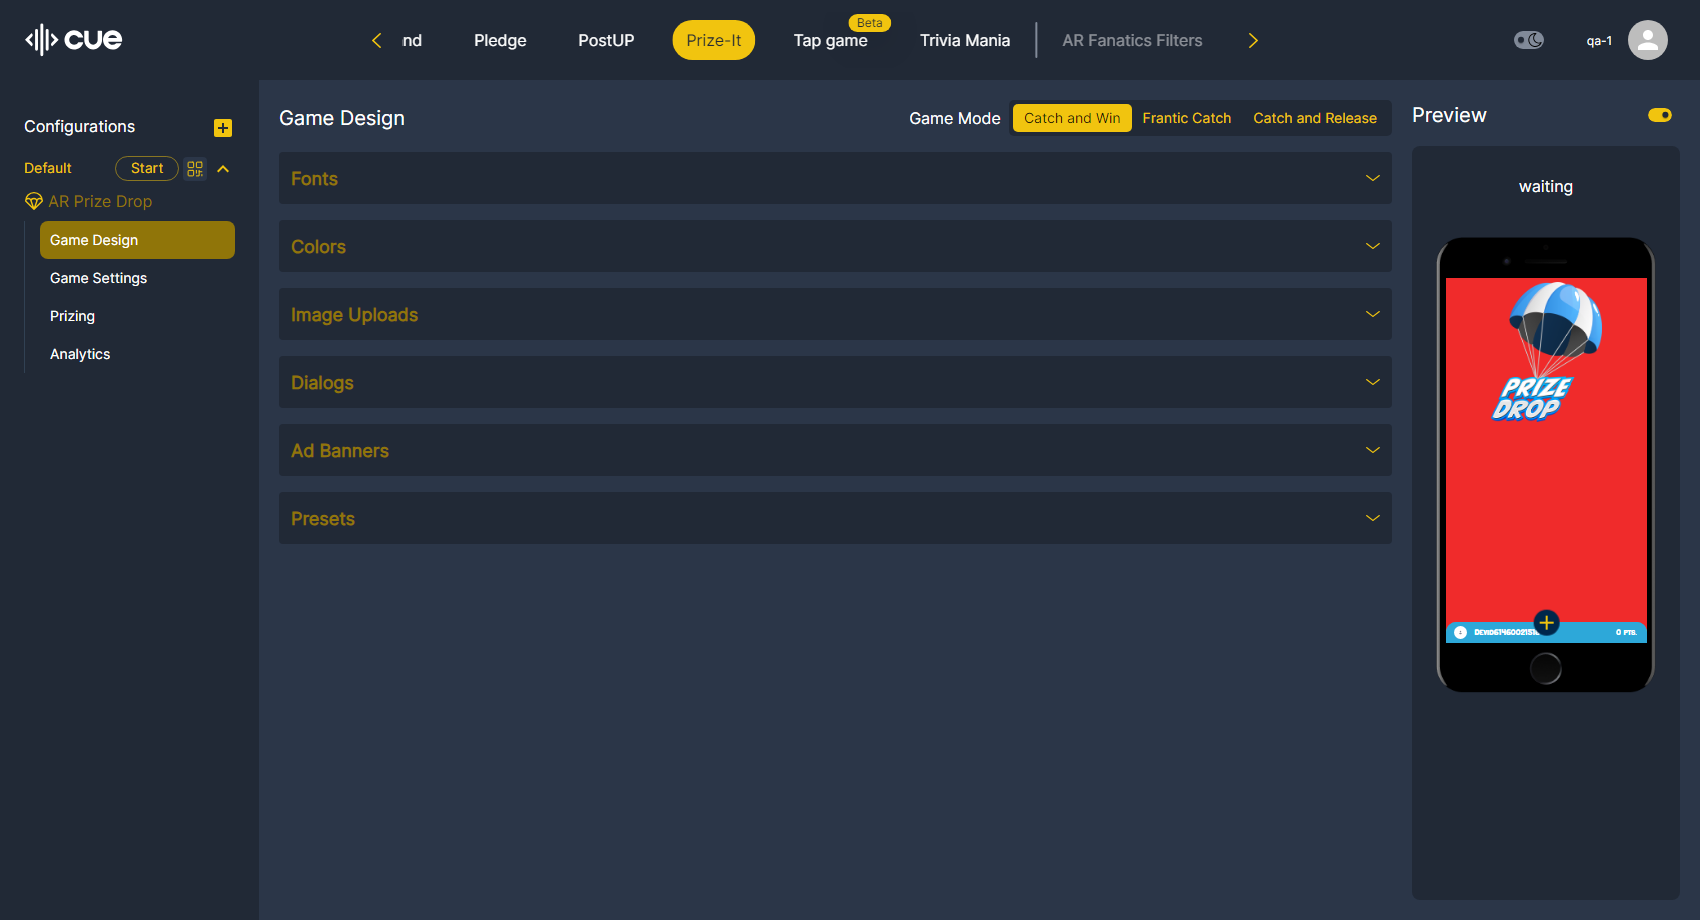 cue
nd
Pledge
PostUP
Prize-It
Tap game
Beta
Trivia Mania
AR Fanatics Filters
qa-1
Configurations
Default
Start
AR Prize Drop
Game Design
Game Settings
Prizing
Analytics
Game Design
Game Mode
Catch and Win
Frantic Catch
Catch and Release
Fonts
Colors
Image Uploads
Dialogs
Ad Banners
Presets
Preview
waiting
PRIZE
DROP
0 PTS.